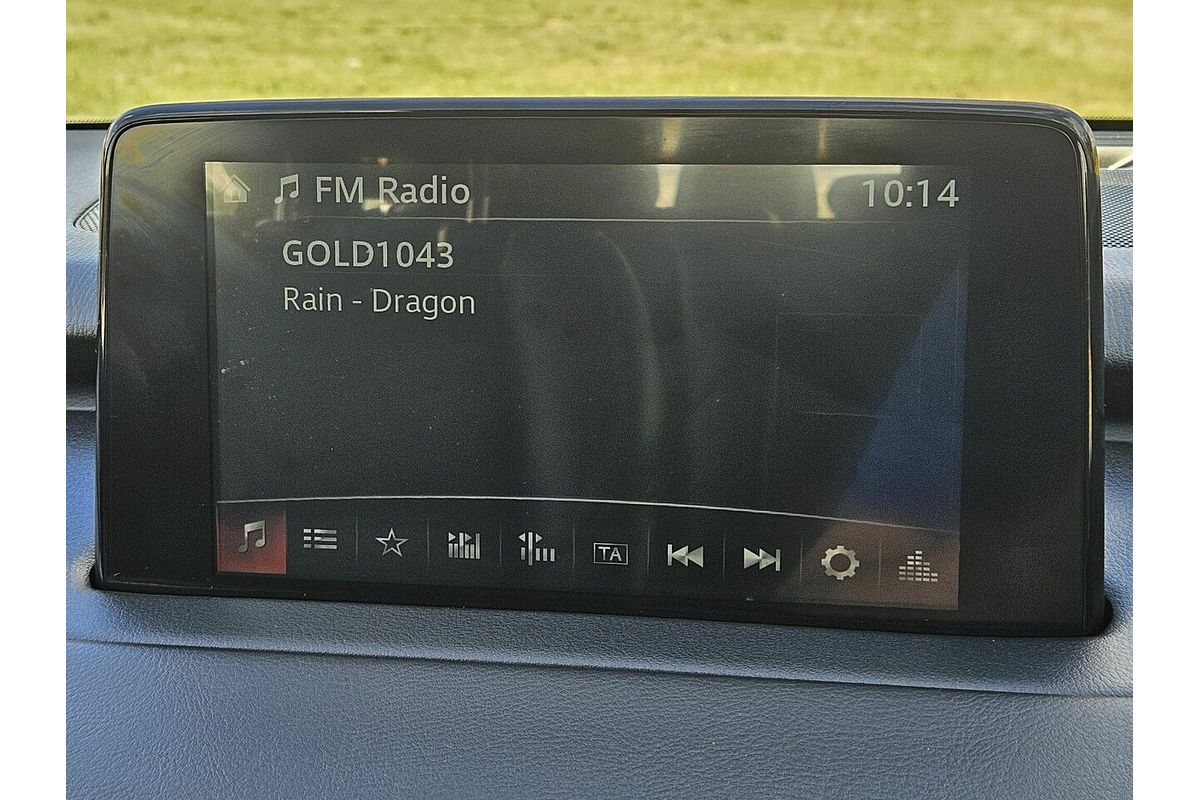 FM Radio 10:14
GOLD1043
Rain - Dragon
TA